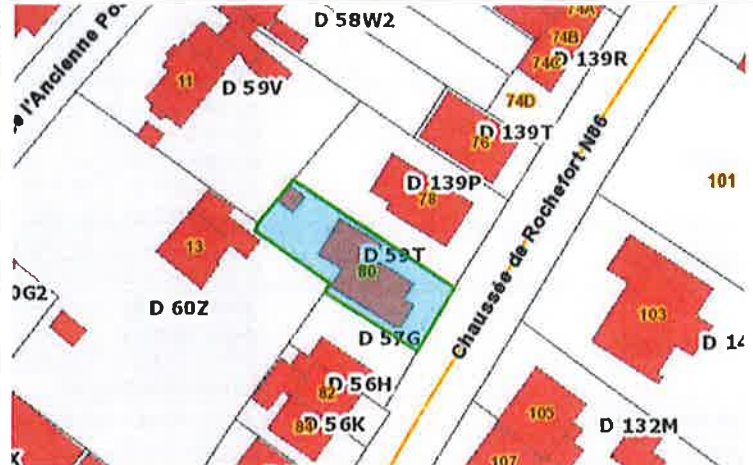 74A
D 58W2
74B
l'Ancienne Pos
74C
D 139R
11
D 59V
74D
D 139T
76
D 139P
78
101
13
D 59T
80
0G2
D 60Z
Chaussée de Rochefort N86
103
D 57G
D 14
D 56H
82
105
D 56K
84
D 132M
X
107